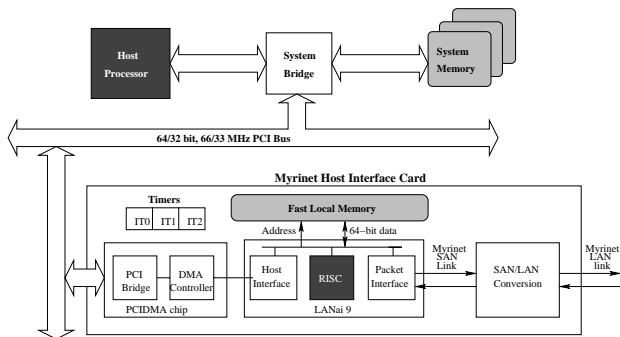 Host
Processor
System
Bridge
System
Memory
64/32 bit, 66/33 MHz PCI Bus
Myrinet Host Interface Card
Timers
IT0 IT1 IT2
Fast Local Memory
Address
64-bit data
PCI
Bridge
DMA
Controller
PCIDMA chip
Host
Interface
RISC
Packet
Interface
LANai 9
Myrinet
SAN
Link
SAN/LAN
Conversion
Myrinet
LAN
link